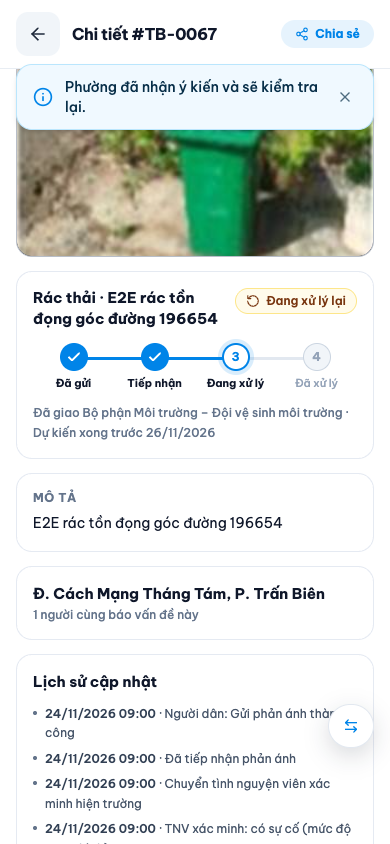 Chi tiết #TB-0067
Chia sẻ
Phường đã nhận ý kiến và sẽ kiểm tra
lại.
Rác thải · E2E rác tồn
đọng góc đường 196654
Đang xử lý lại
3
4
Đã gửi
Tiếp nhận
Đang xử lý
Đã xử lý
Đã giao Bộ phận Môi trường – Đội vệ sinh môi trường ·
Dự kiến xong trước 26/11/2026
MÔ TẢ
E2E rác tồn đọng góc đường 196654
Đ. Cách Mạng Tháng Tám, P. Trấn Biên
1 người cùng báo vấn đề này
Lịch sử cập nhật
24/11/2026 09:00 · Người dân: Gửi phản ánh
công
24/11/2026 09:00 · Đã tiếp nhận phản ánh
24/11/2026 09:00 · Chuyển tình nguyện viên xác
minh hiện trường
24/11/2026 09:00 · TNV xác minh: có sự cố (mức độ